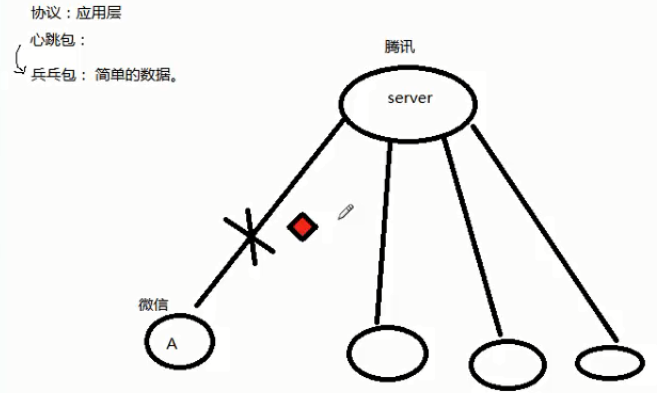 协议：应用层
心跳包：
兵乓包： 简单的数据。
腾讯
server
微信
A